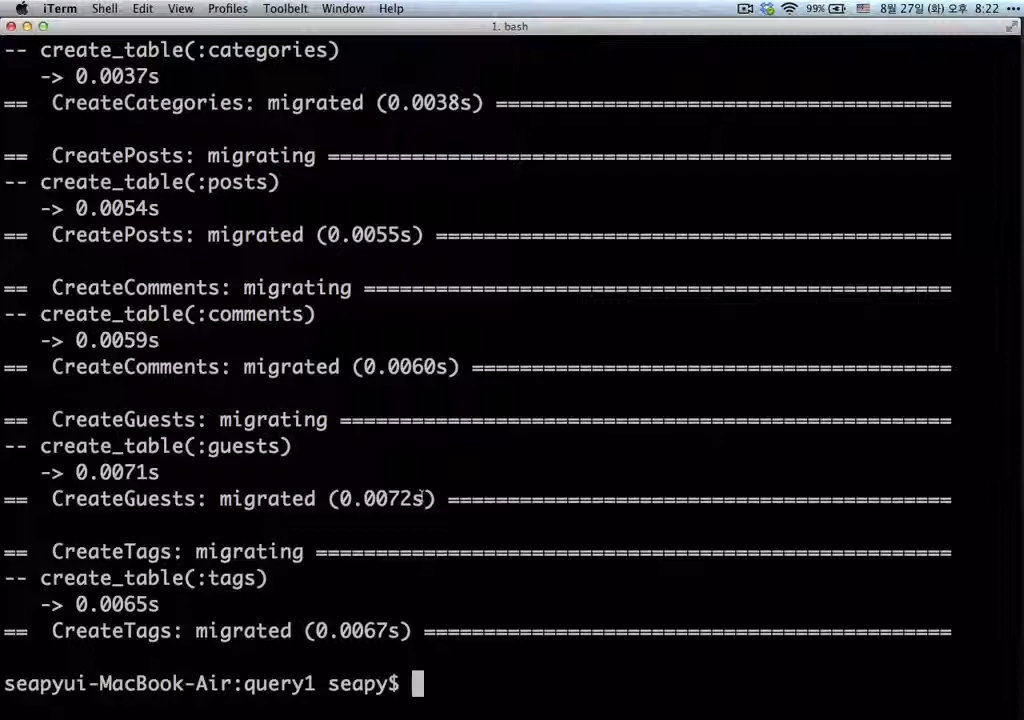 iTerm Shell Edit View Profiles Toolbelt Window Help 99% 8월 27일 (화) 오후 8:22
1. bash
-- create_table(:categories)
-> 0.0037s
== CreateCategories: migrated (0.0038s) ======================================
== CreatePosts: migrating ====================================================
-- create_table(:posts)
-> 0.0054s
== CreatePosts: migrated (0.0055s) ===========================================
== CreateComments: migrating =================================================
-- create_table(:comments)
-> 0.0059s
== CreateComments: migrated (0.0060s) ========================================
== CreateGuests: migrating ===================================================
-- create_table(:guests)
-> 0.0071s
== CreateGuests: migrated (0.0072s) ==========================================
== CreateTags: migrating =====================================================
-- create_table(:tags)
-> 0.0065s
== CreateTags: migrated (0.0067s) ============================================
seapyui-MacBook-Air:query1 seapy$